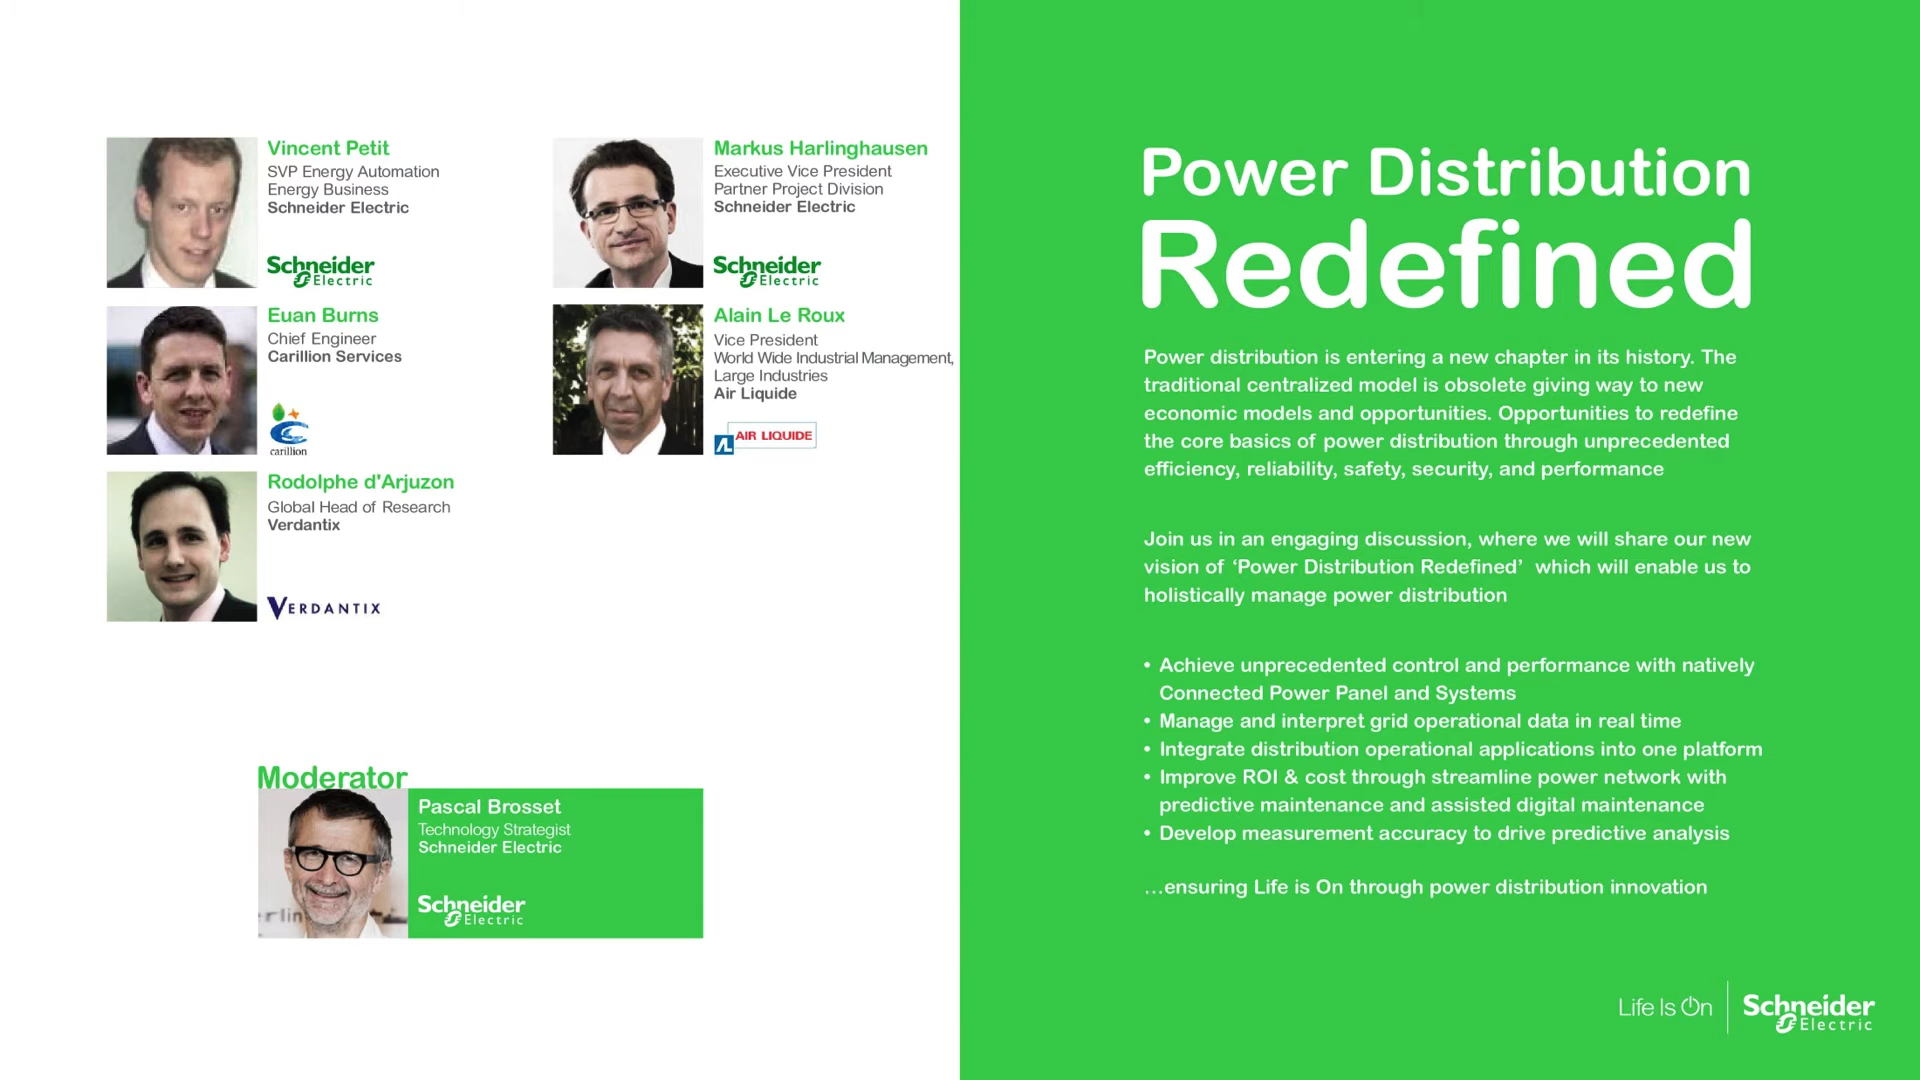 Vincent Petit
SVP Energy Automation
Energy Business
Schneider Electric
Schneider
Electric
Markus Harlinghausen
Executive Vice President
Partner Project Division
Schneider Electric
Schneider
Electric
Euan Burns
Chief Engineer
Carillion Services
carillion
Alain Le Roux
Vice President
World Wide Industrial Management,
Large Industries
Air Liquide
AIR LIQUIDE
Rodolphe d'Arjuzon
Global Head of Research
Verdantix
VERDANTIX
Moderator
Pascal Brosset
Technology Strategist
Schneider Electric
Schneider
Electric
Power Distribution
Redefined
Power distribution is entering a new chapter in its history. The
traditional centralized model is obsolete giving way to new
economic models and opportunities. Opportunities to redefine
the core basics of power distribution through unprecedented
efficiency, reliability, safety, security, and performance
Join us in an engaging discussion, where we will share our new
vision of ‘Power Distribution Redefined’ which will enable us to
holistically manage power distribution
• Achieve unprecedented control and performance with natively
Connected Power Panel and Systems
• Manage and interpret grid operational data in real time
• Integrate distribution operational applications into one platform
• Improve ROI & cost through streamline power network with
predictive maintenance and assisted digital maintenance
• Develop measurement accuracy to drive predictive analysis
...ensuring Life is On through power distribution innovation
Life Is On
Schneider
Electric